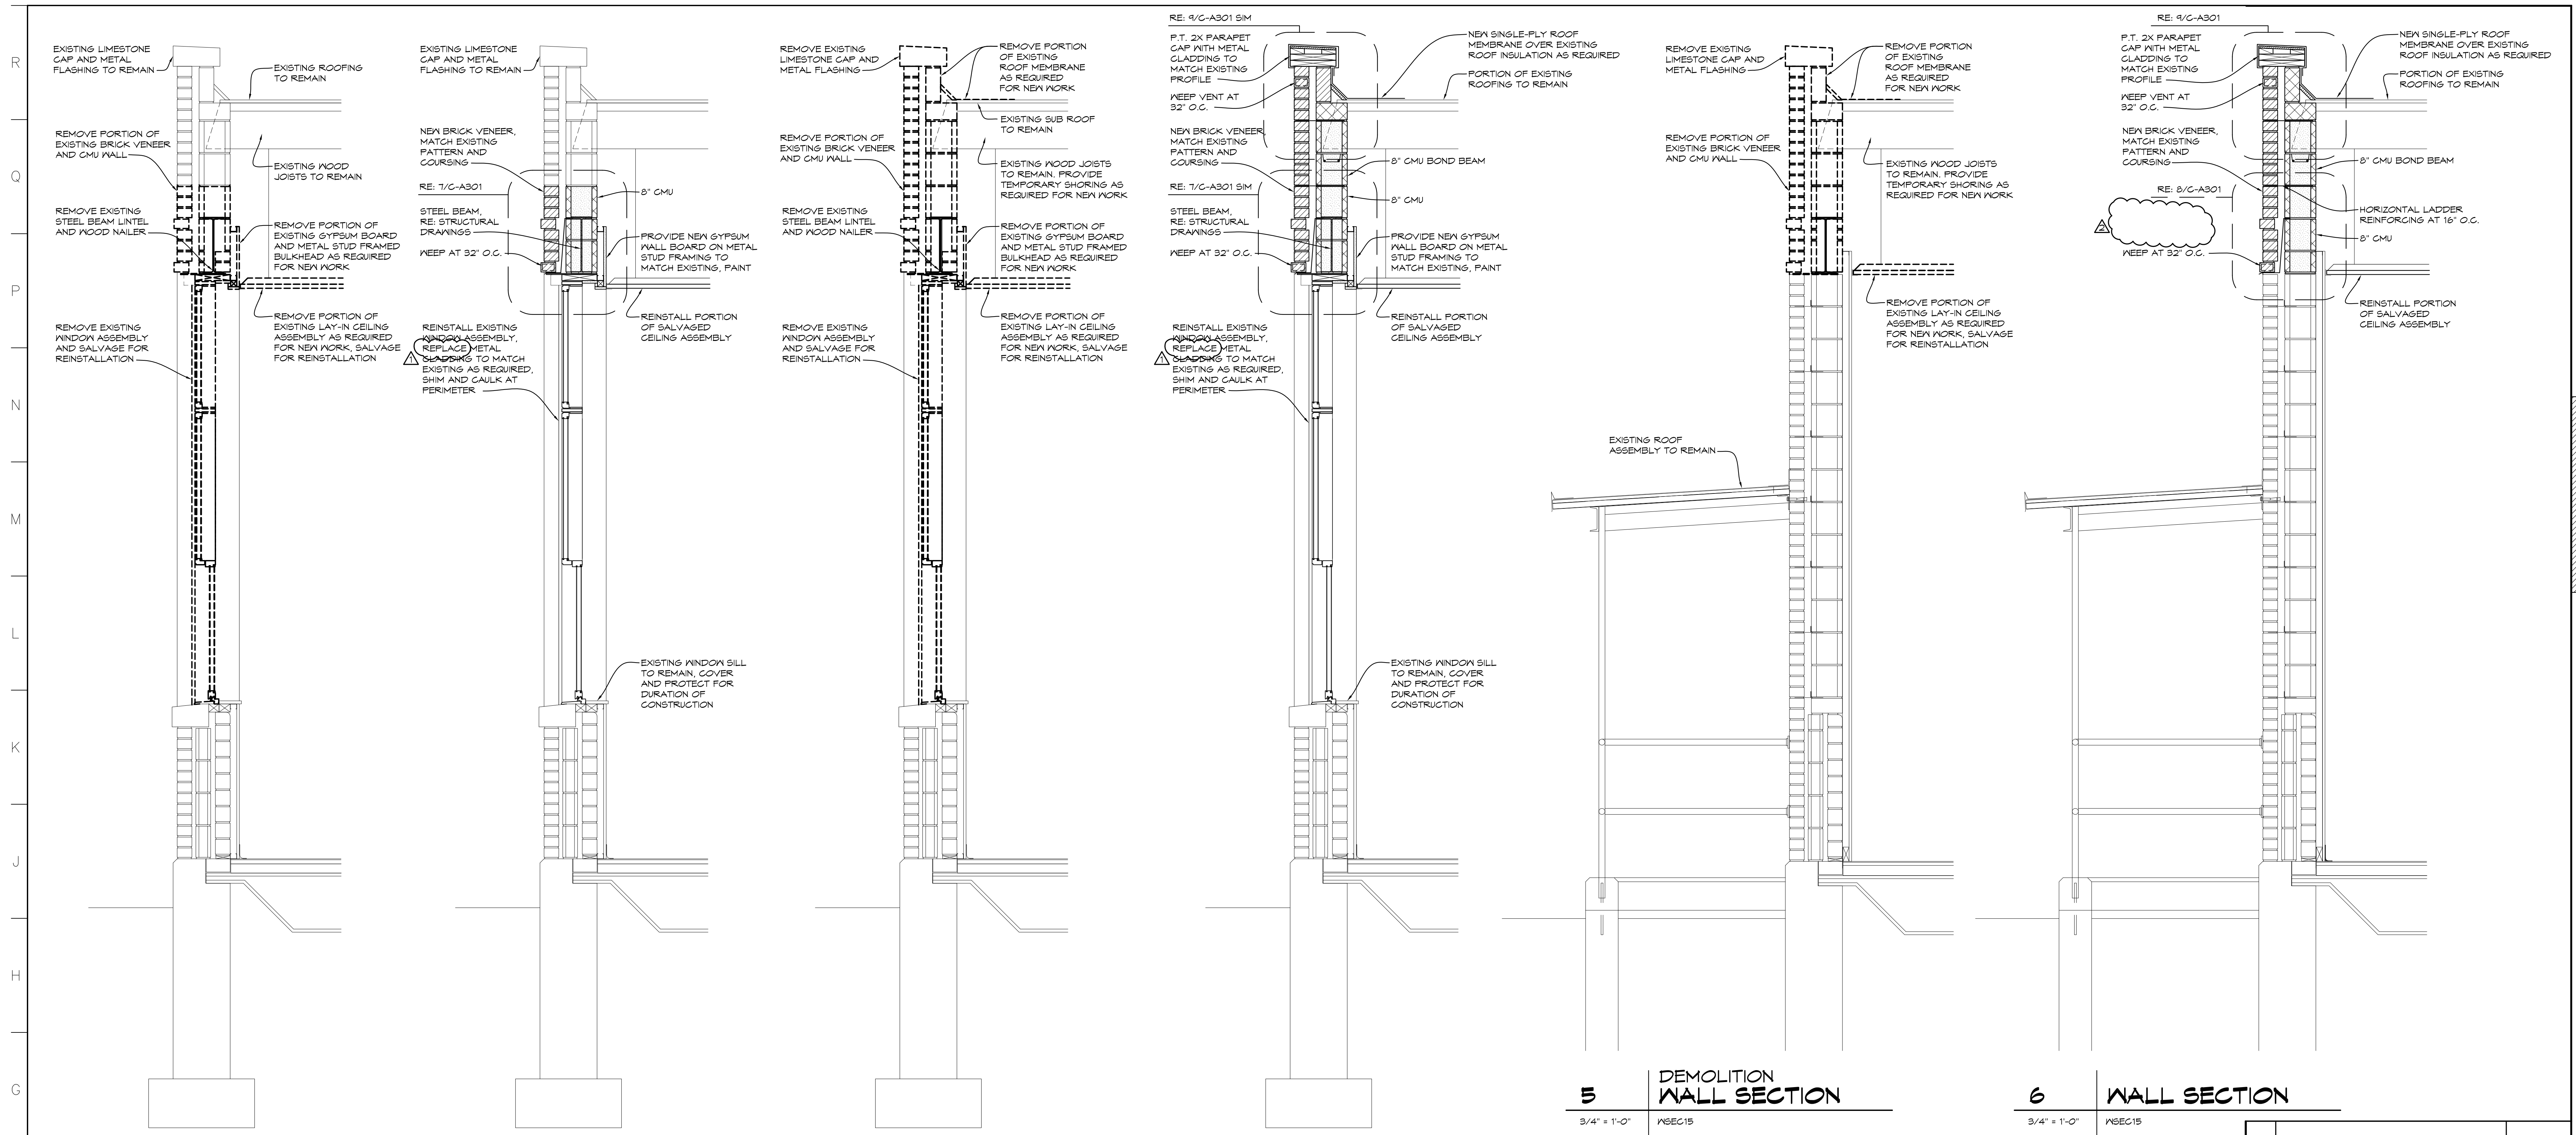 R
Q
P
N
M
L
K
J
H
G
EXISTING LIMESTONE
CAP AND METAL
FLASHING TO REMAIN
EXISTING ROOFING
TO REMAIN
REMOVE PORTION OF
EXISTING BRICK VENEER
AND CMU WALL
EXISTING WOOD
JOISTS TO REMAIN
REMOVE EXISTING
STEEL BEAM LINTEL
AND WOOD NAILER
REMOVE PORTION OF
EXISTING GYPSUM BOARD
AND METAL STUD FRAMED
BULKHEAD AS REQUIRED
FOR NEW WORK
REMOVE EXISTING
WINDOW ASSEMBLY
AND SALVAGE FOR
REINSTALLATION
REMOVE PORTION OF
EXISTING LAY-IN CEILING
ASSEMBLY AS REQUIRED
FOR NEW WORK, SALVAGE
FOR REINSTALLATION
EXISTING LIMESTONE
CAP AND METAL
FLASHING TO REMAIN
NEW BRICK VENEER,
MATCH EXISTING
PATTERN AND
COURSING
RE: 7/C-A301
8" CMU
STEEL BEAM,
RE: STRUCTURAL
DRAWINGS
WEEP AT 32" O.C.
PROVIDE NEW GYPSUM
WALL BOARD ON METAL
STUD FRAMING TO
MATCH EXISTING, PAINT
REINSTALL PORTION
OF SALVAGED
CEILING ASSEMBLY
REINSTALL EXISTING
WINDOW ASSEMBLY,
REPLACE METAL
CLADDING TO MATCH
EXISTING AS REQUIRED,
SHIM AND CAULK AT
PERIMETER
1
EXISTING WINDOW SILL
TO REMAIN, COVER
AND PROTECT FOR
DURATION OF
CONSTRUCTION
REMOVE EXISTING
LIMESTONE CAP AND
METAL FLASHING
REMOVE PORTION
OF EXISTING
ROOF MEMBRANE
AS REQUIRED
FOR NEW WORK
EXISTING SUB ROOF
TO REMAIN
REMOVE PORTION OF
EXISTING BRICK VENEER
AND CMU WALL
EXISTING WOOD JOISTS
TO REMAIN. PROVIDE
TEMPORARY SHORING AS
REQUIRED FOR NEW WORK
REMOVE EXISTING
STEEL BEAM LINTEL
AND WOOD NAILER
REMOVE PORTION OF
EXISTING GYPSUM BOARD
AND METAL STUD FRAMED
BULKHEAD AS REQUIRED
FOR NEW WORK
REMOVE EXISTING
WINDOW ASSEMBLY
AND SALVAGE FOR
REINSTALLATION
REMOVE PORTION OF
EXISTING LAY-IN CEILING
ASSEMBLY AS REQUIRED
FOR NEW WORK, SALVAGE
FOR REINSTALLATION
RE: 9/C-A301 SIM
P.T. 2X PARAPET
CAP WITH METAL
CLADDING TO
MATCH EXISTING
PROFILE
WEEP VENT AT
32" O.C.
NEW BRICK VENEER,
MATCH EXISTING
PATTERN AND
COURSING
RE: 7/C-A301 SIM
STEEL BEAM,
RE: STRUCTURAL
DRAWINGS
WEEP AT 32" O.C.
NEW SINGLE-PLY ROOF
MEMBRANE OVER EXISTING
ROOF INSULATION AS REQUIRED
PORTION OF EXISTING
ROOFING TO REMAIN
8" CMU BOND BEAM
8" CMU
PROVIDE NEW GYPSUM
WALL BOARD ON METAL
STUD FRAMING TO
MATCH EXISTING, PAINT
REINSTALL PORTION
OF SALVAGED
CEILING ASSEMBLY
REINSTALL EXISTING
WINDOW ASSEMBLY,
REPLACE METAL
CLADDING TO MATCH
EXISTING AS REQUIRED,
SHIM AND CAULK AT
PERIMETER
1
EXISTING WINDOW SILL
TO REMAIN, COVER
AND PROTECT FOR
DURATION OF
CONSTRUCTION
REMOVE EXISTING
LIMESTONE CAP AND
METAL FLASHING
REMOVE PORTION
OF EXISTING
ROOF MEMBRANE
AS REQUIRED
FOR NEW WORK
REMOVE PORTION OF
EXISTING BRICK VENEER
AND CMU WALL
EXISTING WOOD JOISTS
TO REMAIN. PROVIDE
TEMPORARY SHORING AS
REQUIRED FOR NEW WORK
REMOVE PORTION OF
EXISTING LAY-IN CEILING
ASSEMBLY AS REQUIRED
FOR NEW WORK, SALVAGE
FOR REINSTALLATION
EXISTING ROOF
ASSEMBLY TO REMAIN
RE: 9/C-A301
P.T. 2X PARAPET
CAP WITH METAL
CLADDING TO
MATCH EXISTING
PROFILE
WEEP VENT AT
32" O.C.
NEW BRICK VENEER,
MATCH EXISTING
PATTERN AND
COURSING
RE: 8/C-A301
2
WEEP AT 32" O.C.
NEW SINGLE-PLY ROOF
MEMBRANE OVER EXISTING
ROOF INSULATION AS REQUIRED
PORTION OF EXISTING
ROOFING TO REMAIN
8" CMU BOND BEAM
HORIZONTAL LADDER
REINFORCING AT 16" O.C.
8" CMU
REINSTALL PORTION
OF SALVAGED
CEILING ASSEMBLY
DEMOLITION
5 WALL SECTION
3/4" = 1'-0" WSEC15
6 WALL SECTION
3/4" = 1'-0" WSEC15